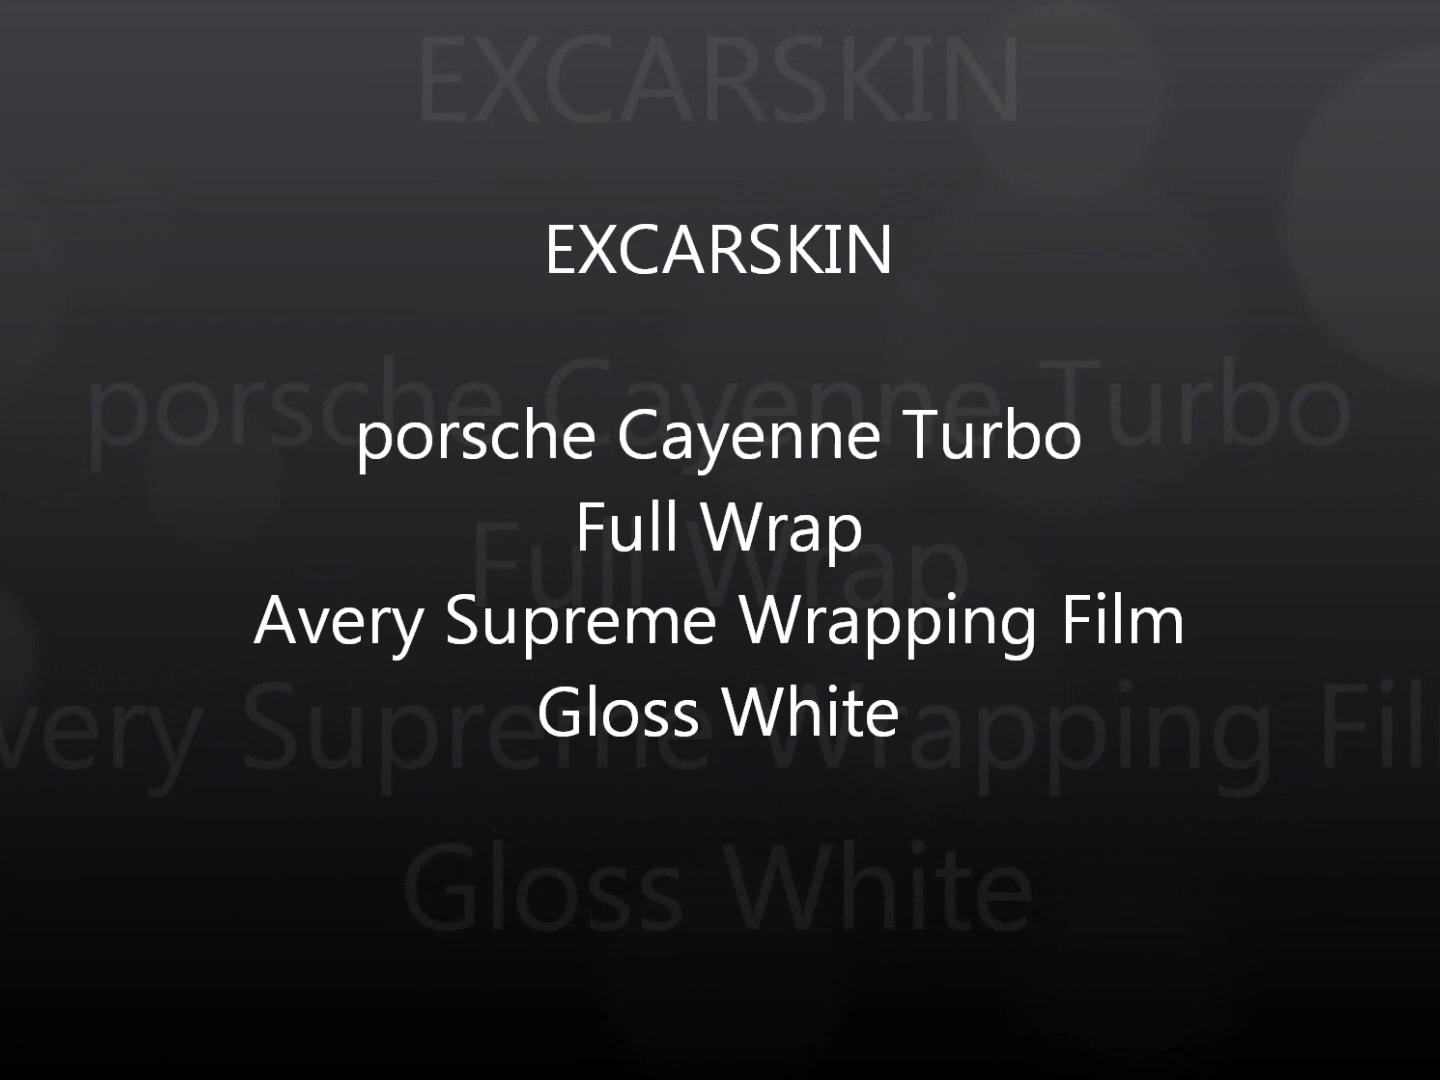 EXCARSKIN
porsche Cayenne Turbo
Full Wrap
Avery Supreme Wrapping Film
Gloss White